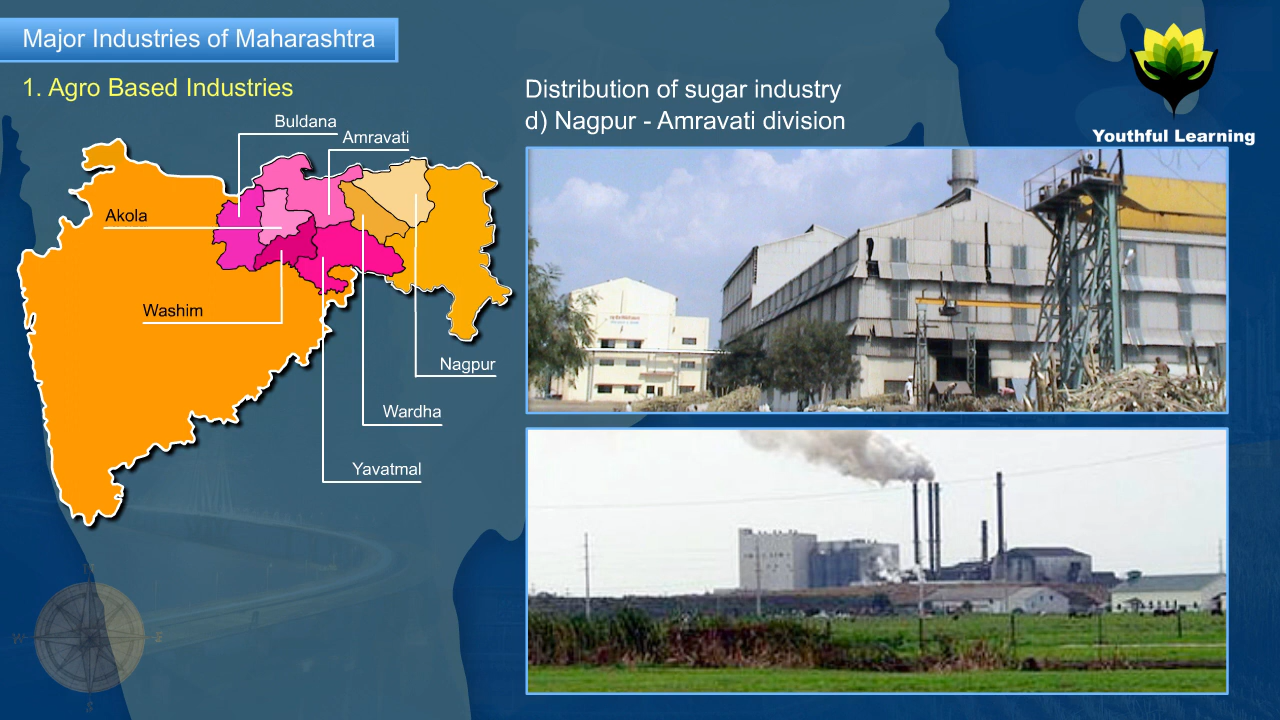 Major Industries of Maharashtra
1. Agro Based Industries
Distribution of sugar industry
d) Nagpur - Amravati division
Youthful Learning
Buldana
Amravati
Akola
Washim
Nagpur
Wardha
Yavatmal
W
E
S